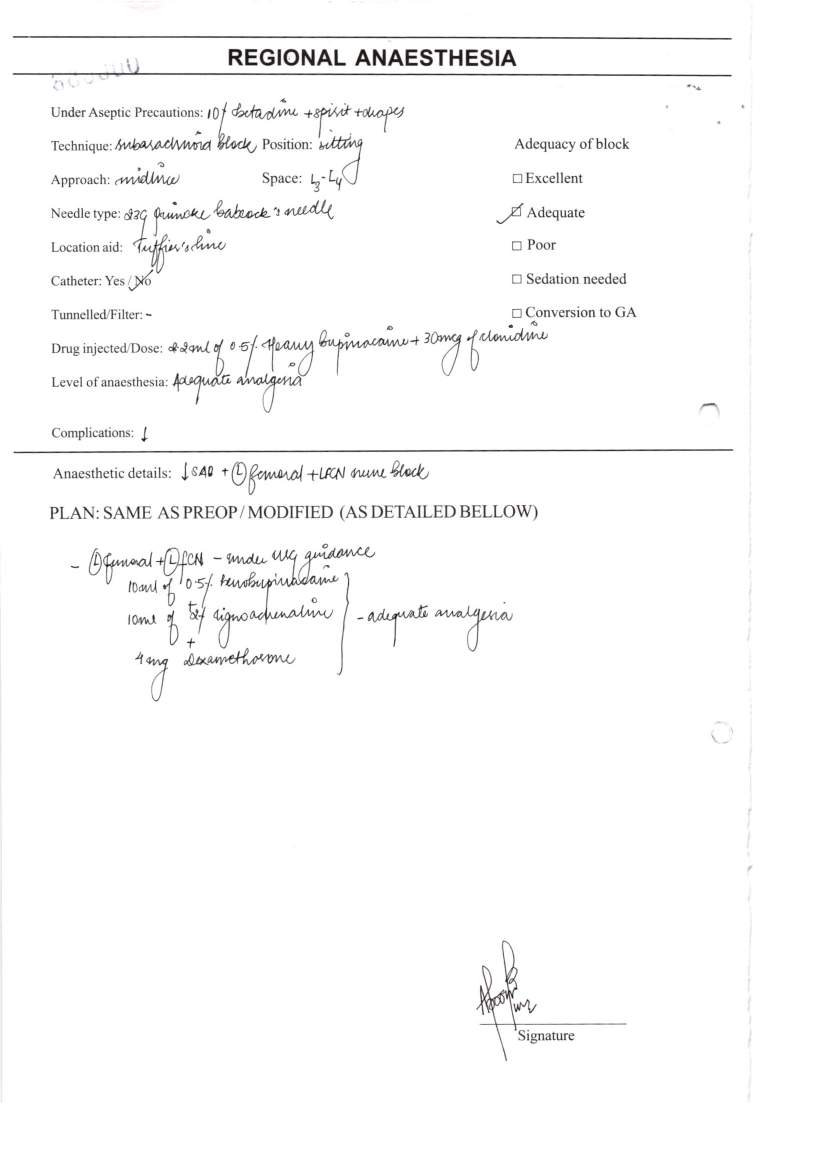 REGIONAL ANAESTHESIA
Under Aseptic Precautions: 10% betadine + spirit + drapes
Technique: Subarachnoid block Position: sitting Adequacy of block
Approach: midline Space: L3-L4 ☐ Excellent
Needle type: 23G Quincke babcock's needle ☑ Adequate
Location aid: Tuffier's line ☐ Poor
Catheter: Yes / No ☐ Sedation needed
Tunnelled/Filter: - ☐ Conversion to GA
Drug injected/Dose: ml of 0.5% Heavy bupivacaine + 30mcg of clonidine
Level of anaesthesia: Adequate analgesia
Complications:
Anaesthetic details: ↓ SAB + (L) femoral + LFCN nerve block
PLAN: SAME AS PREOP / MODIFIED (AS DETAILED BELLOW)
- (L) femoral + (L) FCN - under USG guidance
10ml of 0.5%
10ml of 2% lignoadrenaline - adequate analgesia
+
4 mg Dexamethasone
Signature